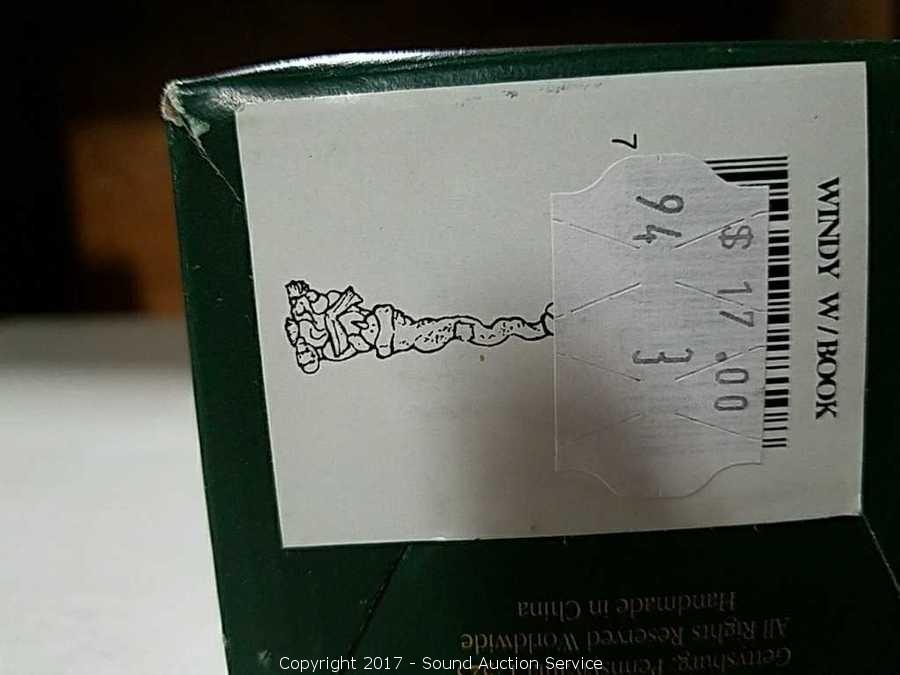 WINDY W/BOOK
7
$17.00
94 3
Gettysburg,
All Rights Reserved Worldwide
Handmade in China
Copyright 2017 - Sound Auction Service